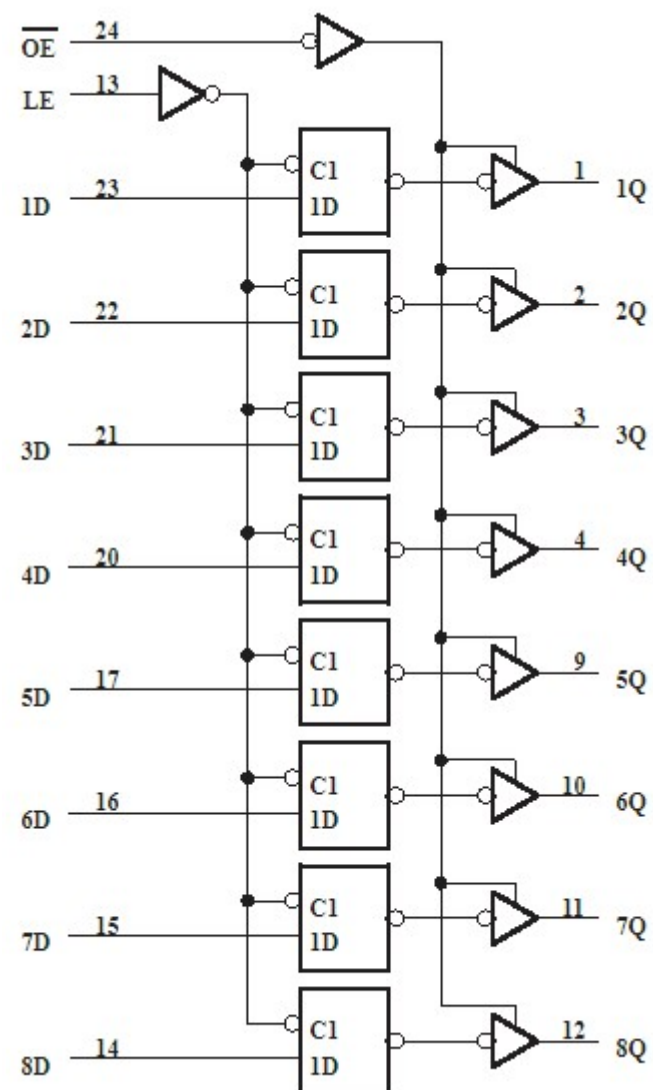 O̅E̅ 24
LE 13
C1
1D 23 1D 1 1Q
C1
2D 22 1D 2 2Q
C1
3D 21 1D 3 3Q
C1
4D 20 1D 4 4Q
C1
5D 17 1D 9 5Q
C1
6D 16 1D 10 6Q
C1
7D 15 1D 11 7Q
C1
8D 14 1D 12 8Q